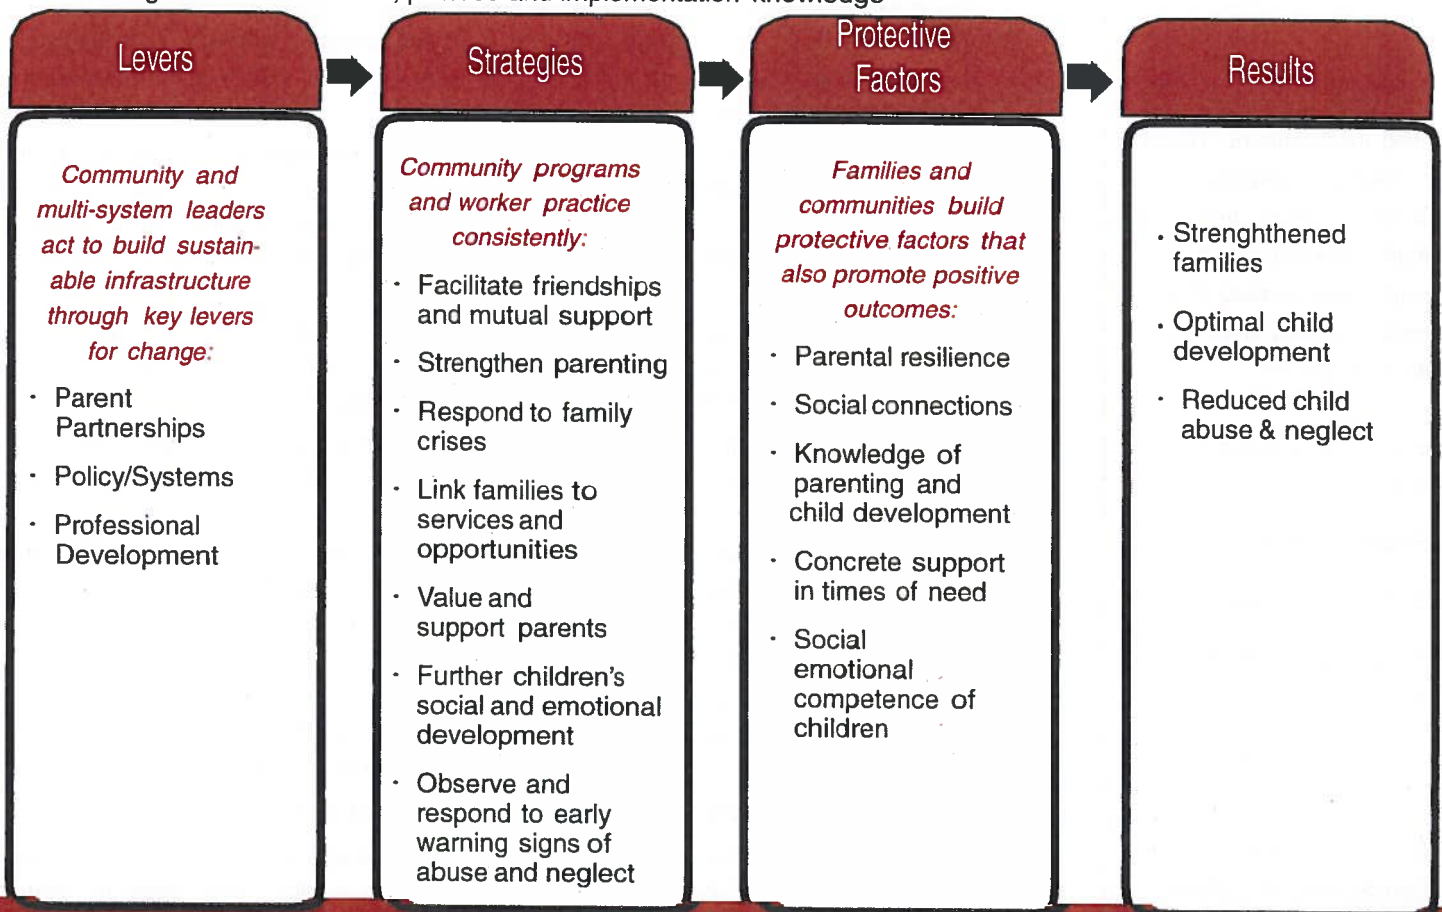 and implementation knowledge
Levers
Community and
multi-system leaders
act to build sustain-
able infrastructure
through key levers
for change:
· Parent
Partnerships
· Policy/Systems
· Professional
Development
Strategies
Community programs
and worker practice
consistently:
· Facilitate friendships
and mutual support
· Strengthen parenting
· Respond to family
crises
· Link families to
services and
opportunities
· Value and
support parents
· Further children's
social and emotional
development
· Observe and
respond to early
warning signs of
abuse and neglect
Protective
Factors
Families and
communities build
protective factors that
also promote positive
outcomes:
· Parental resilience
· Social connections
· Knowledge of
parenting and
child development
· Concrete support
in times of need
· Social
emotional
competence of
children
Results
. Strenghthened
families
. Optimal child
development
· Reduced child
abuse & neglect